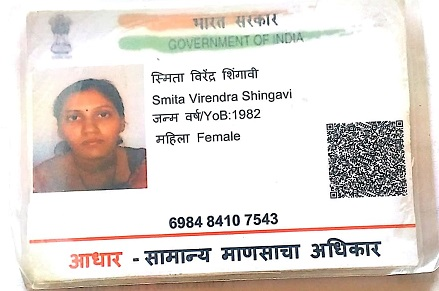 भारत सरकार
GOVERNMENT OF INDIA
स्मिता विरेंद्र शिंगावी
Smita Virendra Shingavi
जन्म वर्ष/YoB:1982
महिला Female
6984 8410 7543
आधार - सामान्य माणसाचा अधिकार